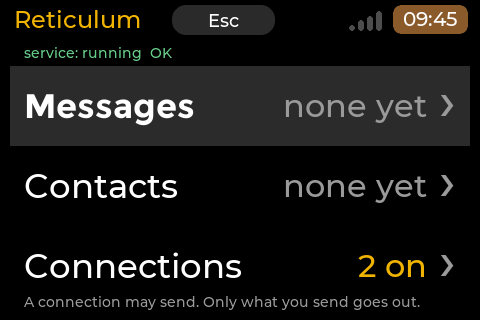 Reticulum Esc 09:45
service: running OK
Messages none yet
Contacts none yet
Connections 2 on
A connection may send. Only what you send goes out.